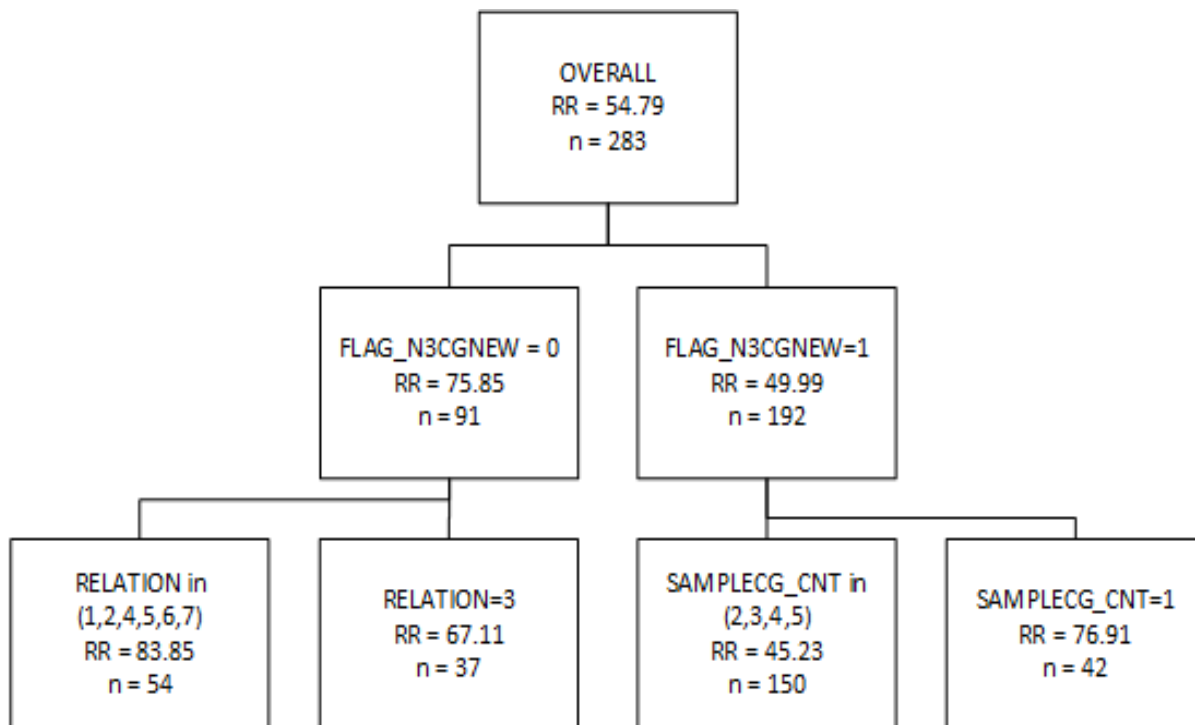 OVERALL
RR = 54.79
n = 283
FLAG_N3CGNEW = 0
RR = 75.85
n = 91
FLAG_N3CGNEW=1
RR = 49.99
n = 192
RELATION in
(1,2,4,5,6,7)
RR = 83.85
n = 54
RELATION=3
RR = 67.11
n = 37
SAMPLECG_CNT in
(2,3,4,5)
RR = 45.23
n = 150
SAMPLECG_CNT=1
RR = 76.91
n = 42